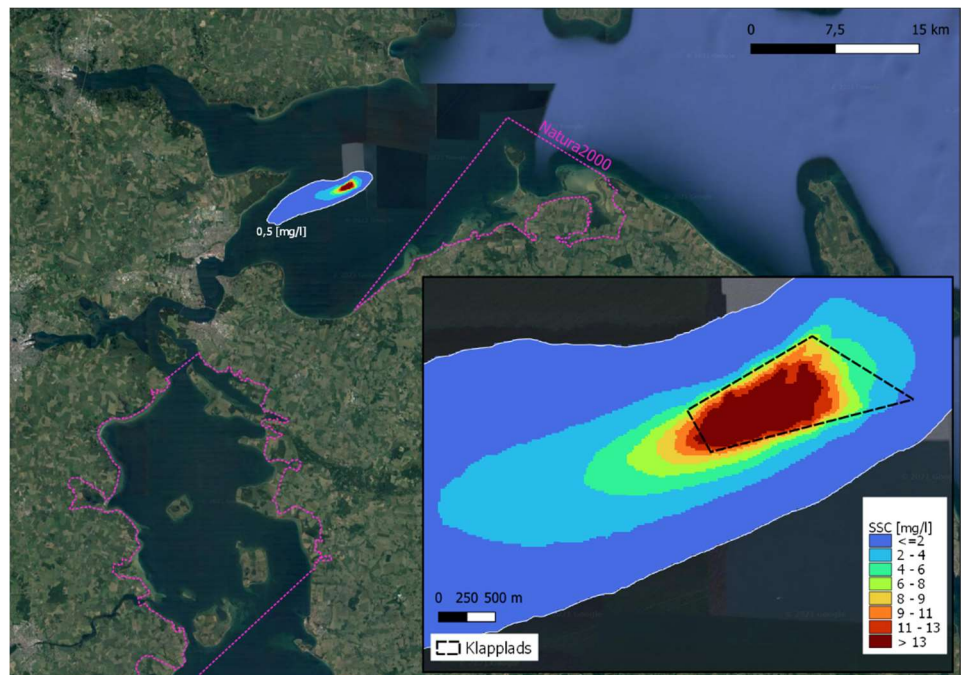 0 7,5 15 km
Natura2000
0,5 [mg/l]
SSC [mg/l]
<=2
2 - 4
4 - 6
6 - 8
8 - 9
9 - 11
11 - 13
> 13
0 250 500 m
Klapplads